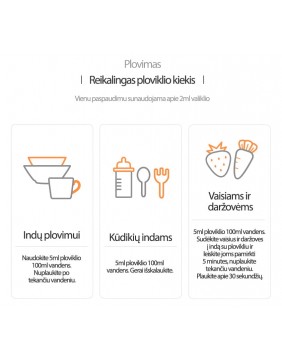 Plovimas
Reikalingas ploviklio kiekis
Vienu paspaudimu sunaudojama apie 2ml valiklio
Indų plovimui
Naudokite 5ml ploviklio
100ml vandens.
Nuplaukite po
tekančiu vandeniu.
Kūdikių indams
5ml ploviklio 100ml
vandens. Gerai išskalaukite.
Vaisiams ir
daržovėms
5ml ploviklio 100ml vandens.
Sudėkite vaisius ir daržoves
į indą su plovikliu ir
leiskite joms pamirkti
5 minutes, nuplaukite
tekančiu vandeniu.
Plaukite apie 30 sekundžių.